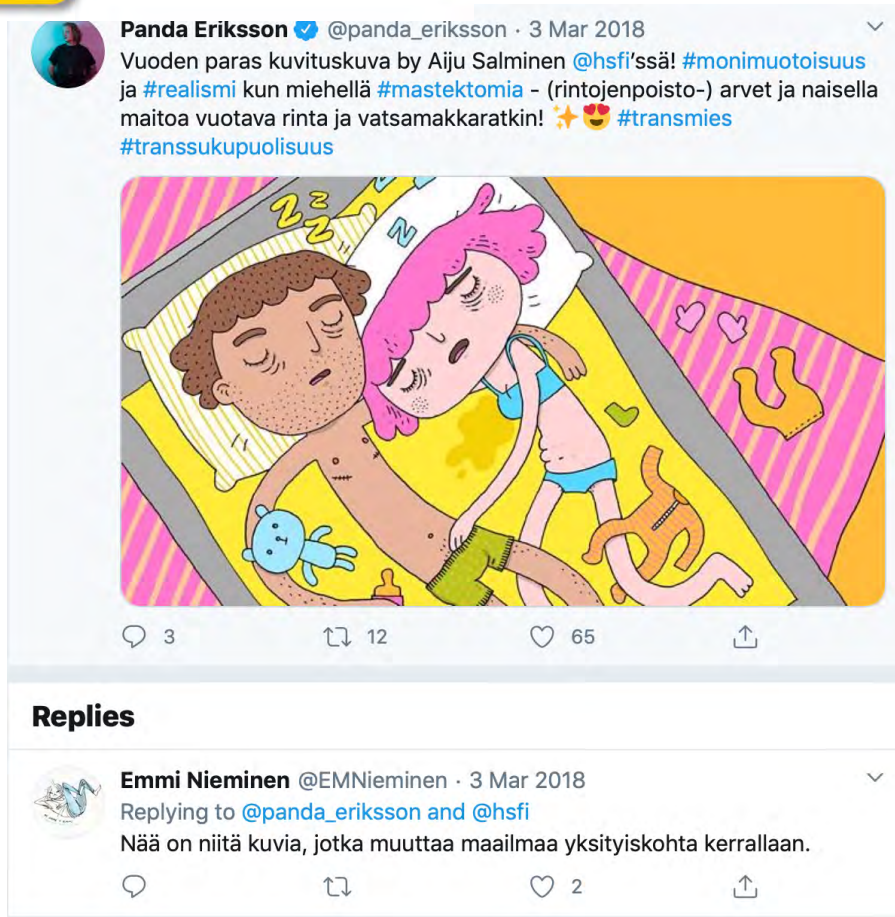 Panda Eriksson @panda_eriksson · 3 Mar 2018
Vuoden paras kuvituskuva by Aiju Salminen @hsfi'ssä! #monimuotoisuus
ja #realismi kun miehellä #mastektomia - (rintojenpoisto-) arvet ja naisella
maitoa vuotava rinta ja vatsamakkaratkin! ✨😍 #transmies
#transsukupuolisuus
Z Z
Z
Z
3 12 65
Replies
Emmi Nieminen @EMNieminen · 3 Mar 2018
Replying to @panda_eriksson and @hsfi
Nää on niitä kuvia, jotka muuttaa maailmaa yksityiskohta kerrallaan.
2